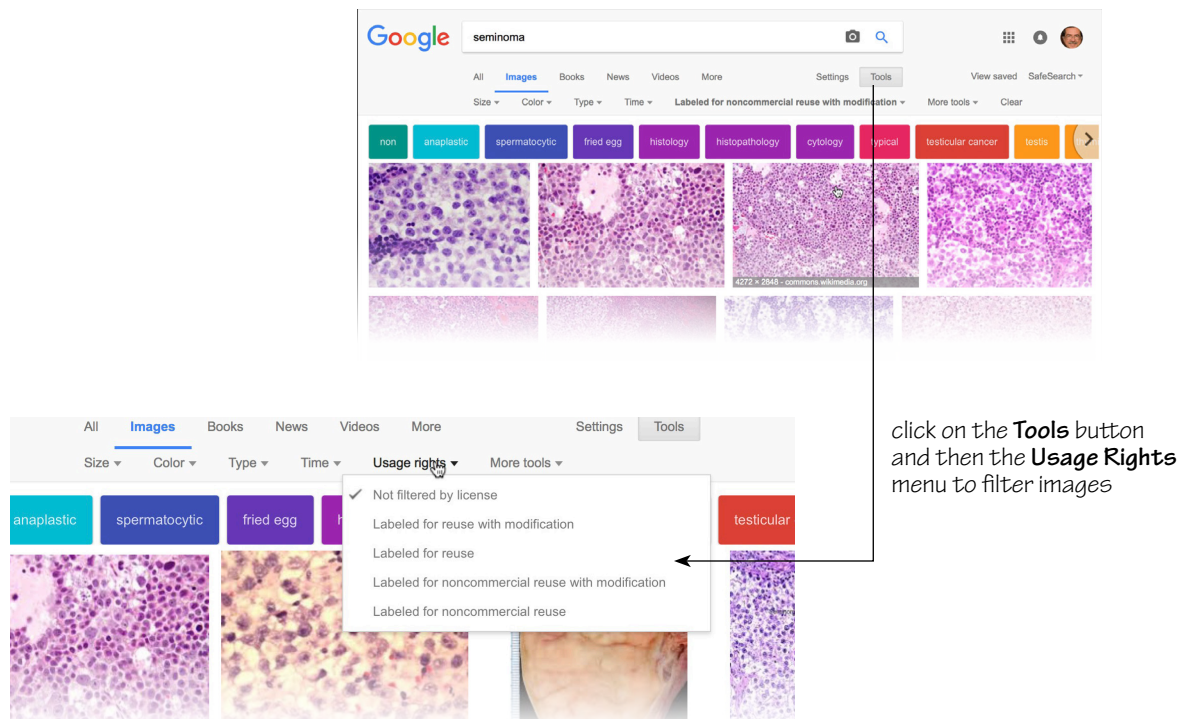 Google
seminoma
All Images Books News Videos More Settings Tools View saved SafeSearch
Size Color Type Time Labeled for noncommercial reuse with modification More tools Clear
non anaplastic spermatocytic fried egg histology histopathology cytology typical testicular cancer testis
4272 × 2848 - commons.wikimedia.org
All Images Books News Videos More Settings Tools
Size Color Type Time Usage rights More tools
anaplastic spermatocytic fried egg h testicular
Not filtered by license
Labeled for reuse with modification
Labeled for reuse
Labeled for noncommercial reuse with modification
Labeled for noncommercial reuse
click on the Tools button
and then the Usage Rights
menu to filter images